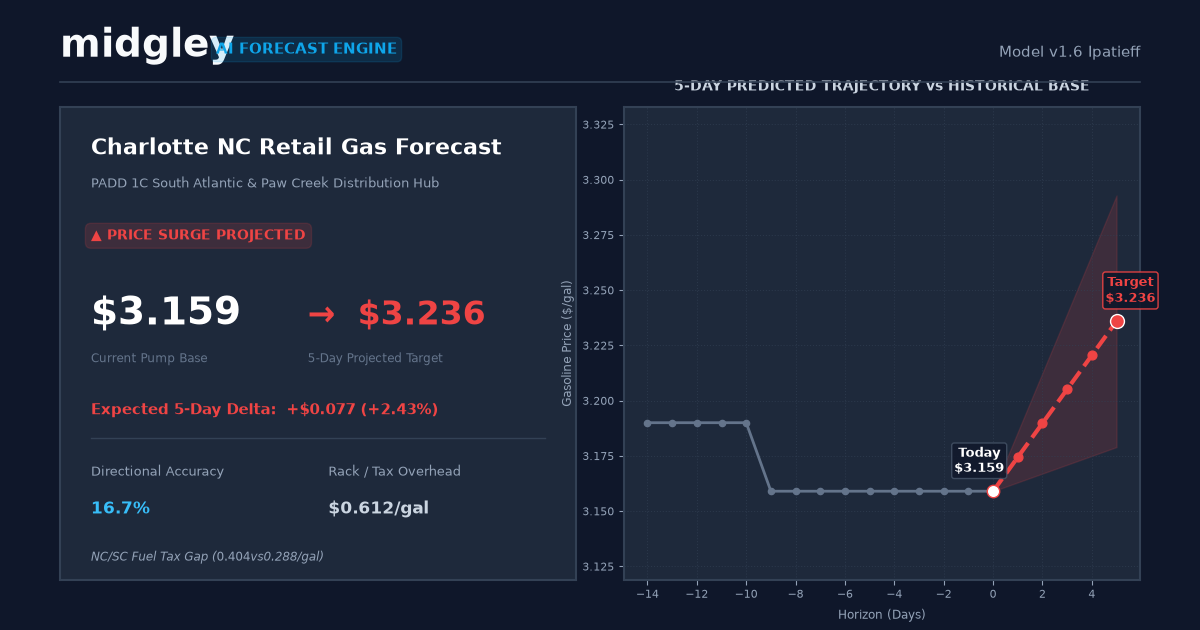 midgley
AI FORECAST ENGINE
Model v1.6 Ipatieff
Charlotte NC Retail Gas Forecast
PADD 1C South Atlantic & Paw Creek Distribution Hub
▲ PRICE SURGE PROJECTED
$3.159 → $3.236
Current Pump Base
5-Day Projected Target
Expected 5-Day Delta: +$0.077 (+2.43%)
Directional Accuracy
Rack / Tax Overhead
16.7%
$0.612/gal
NC/SC Fuel Tax Gap (0.404vs0.288/gal)
5-DAY PREDICTED TRAJECTORY vs HISTORICAL BASE
Gasoline Price ($/gal)
3.325
3.300
3.275
3.250
3.225
3.200
3.175
3.150
3.125
Target
$3.236
Today
$3.159
−14 −12 −10 −8 −6 −4 −2 0 2 4
Horizon (Days)